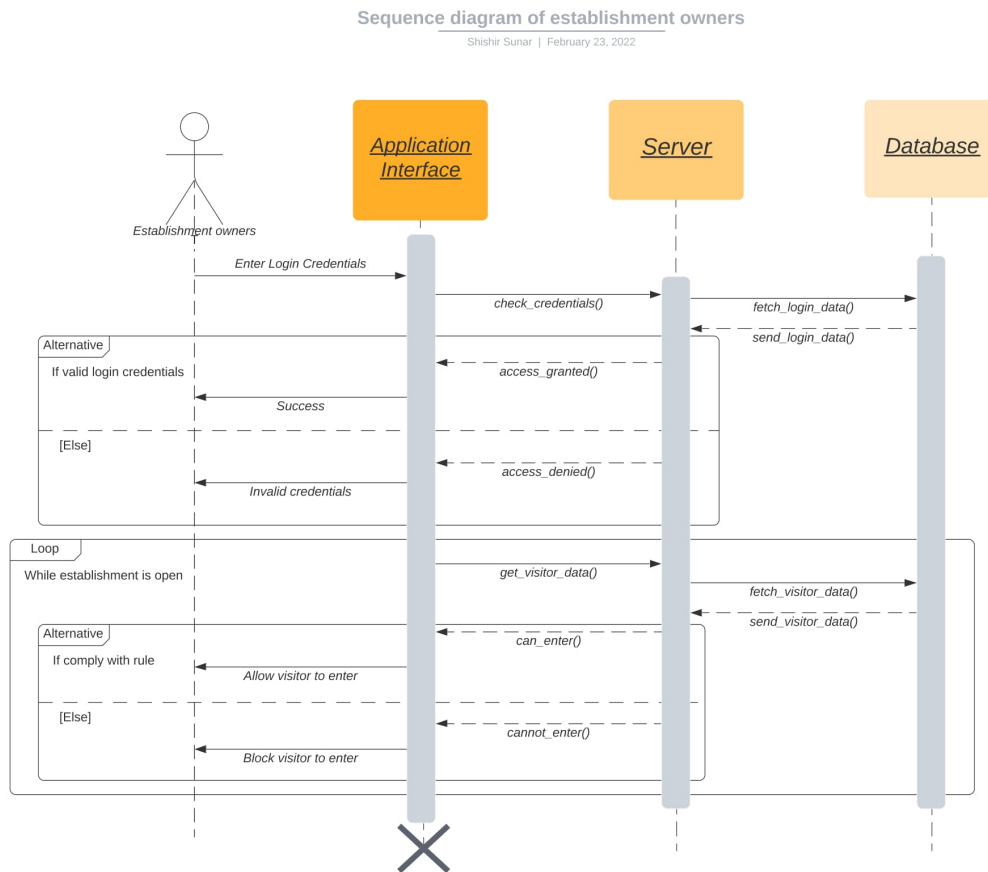 Sequence diagram of establishment owners
Shishir Sunar | February 23, 2022
Application
Interface
Server
Database
Establishment owners
Enter Login Credentials
check_credentials()
fetch_login_data()
send_login_data()
Alternative
If valid login credentials
access_granted()
Success
[Else]
access_denied()
Invalid credentials
Loop
While establishment is open
get_visitor_data()
fetch_visitor_data()
send_visitor_data()
Alternative
can_enter()
If comply with rule
Allow visitor to enter
[Else]
cannot_enter()
Block visitor to enter